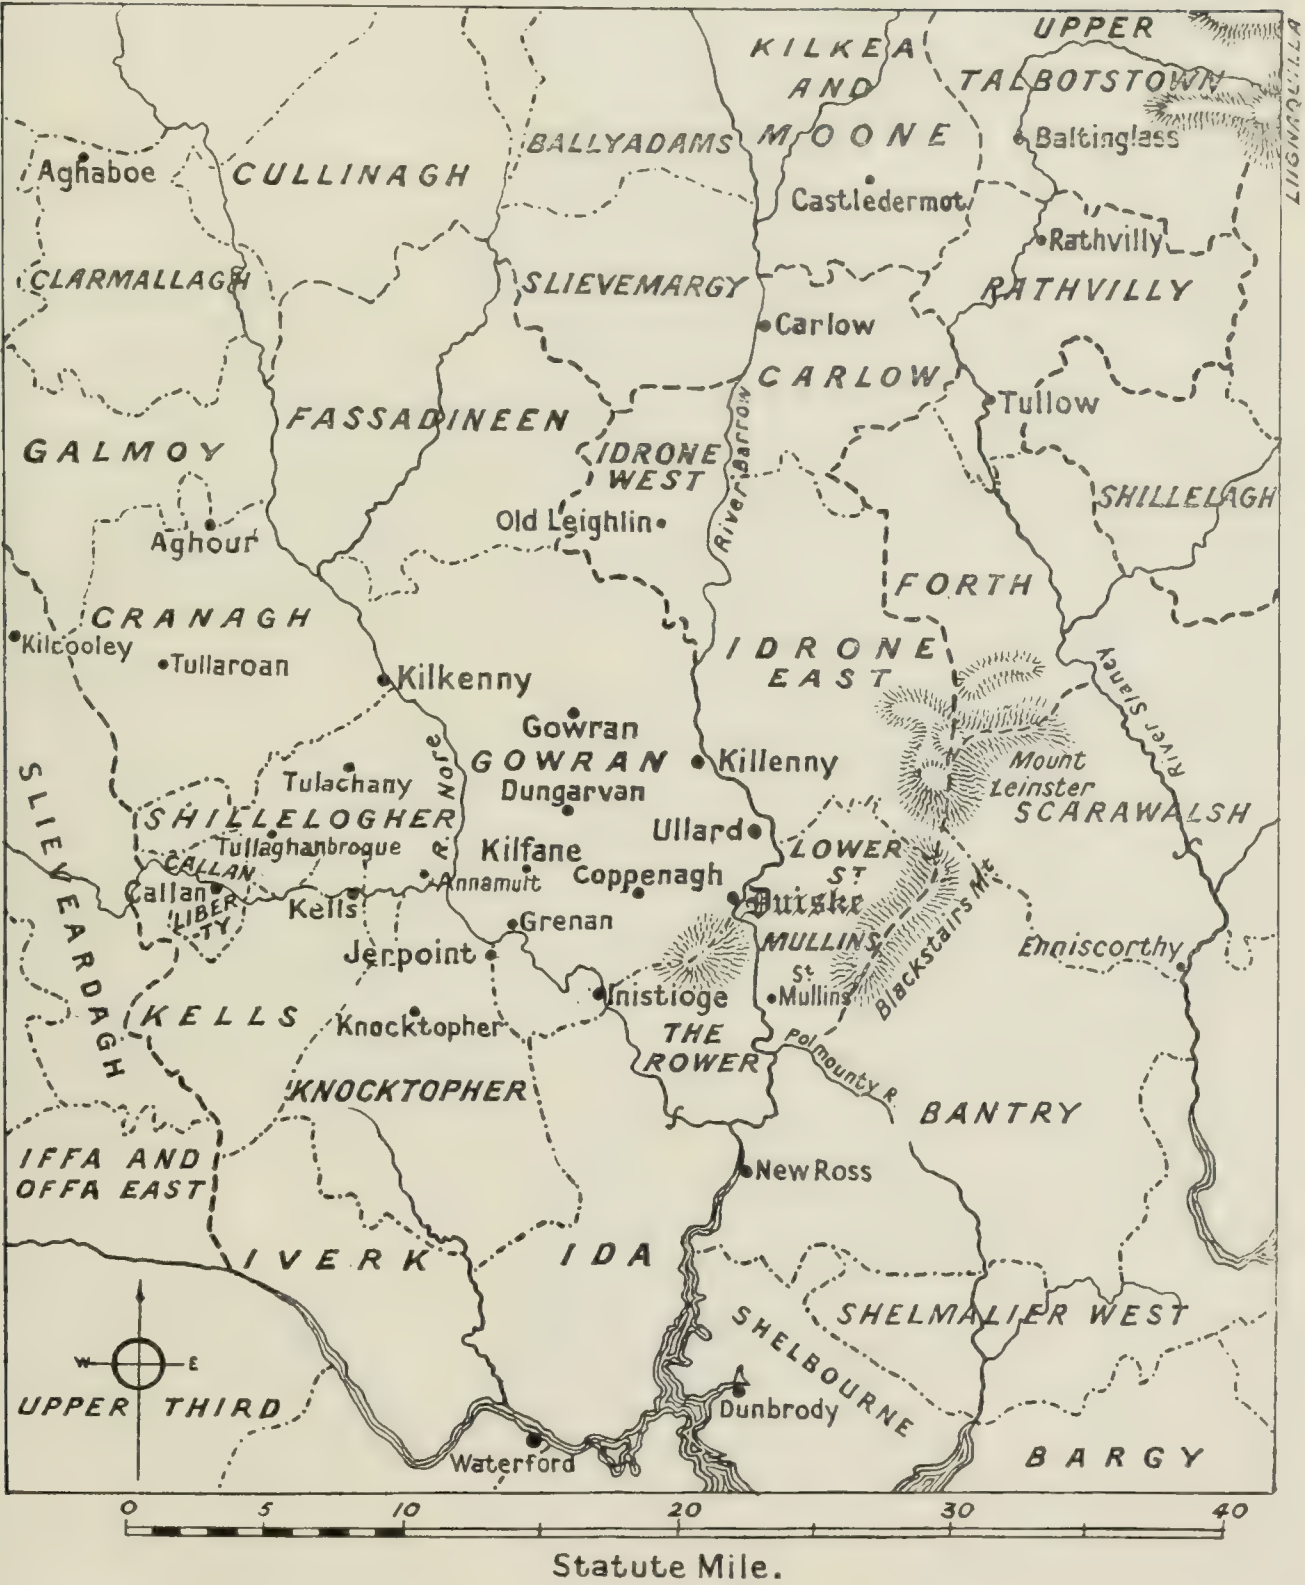 KILKEA
AND
MOONE
UPPER
TALBOTSTOWN
LUGNAQUILLA
BALLYADAMS
Baltinglass
Aghaboe
CULLINAGH
Castledermot
Rathvilly
CLARMALLAGH
SLIEVEMARGY
RATHVILLY
Carlow
CARLOW
Tullow
FASSADINEEN
GALMOY
IDRONE
WEST
River Barrow
SHILLELAGH
Old Leighlin
Aghour
FORTH
CRANAGH
Kilcooley
Tullaroan
IDRONE
EAST
Kilkenny
River Slaney
Gowran
GOWRAN
Killenny
Mount
Leinster
R. Nore
Tulachany
Dungarvan
SCARAWALSH
SLIEVEARDAGH
SHILLELOGHER
Ullard
Tullaghanbrogue
Kilfane
LOWER
ST
MULLINS
CALLAN
Callan
LIBER
TY
Annamult
Coppenagh
Kells
Duiske
Blackstairs Mt
Grenan
Jerpoint
Enniscorthy
St
Mullins
Inistioge
KELLS
Knocktopher
THE
ROWER
Polmounty R.
KNOCKTOPHER
BANTRY
IFFA AND
OFFA EAST
New Ross
IVERK
IDA
SHELMALIER WEST
SHELBOURNE
W E
UPPER THIRD
Dunbrody
Waterford
BARGY
0 5 10 20 30 40
Statute Mile.